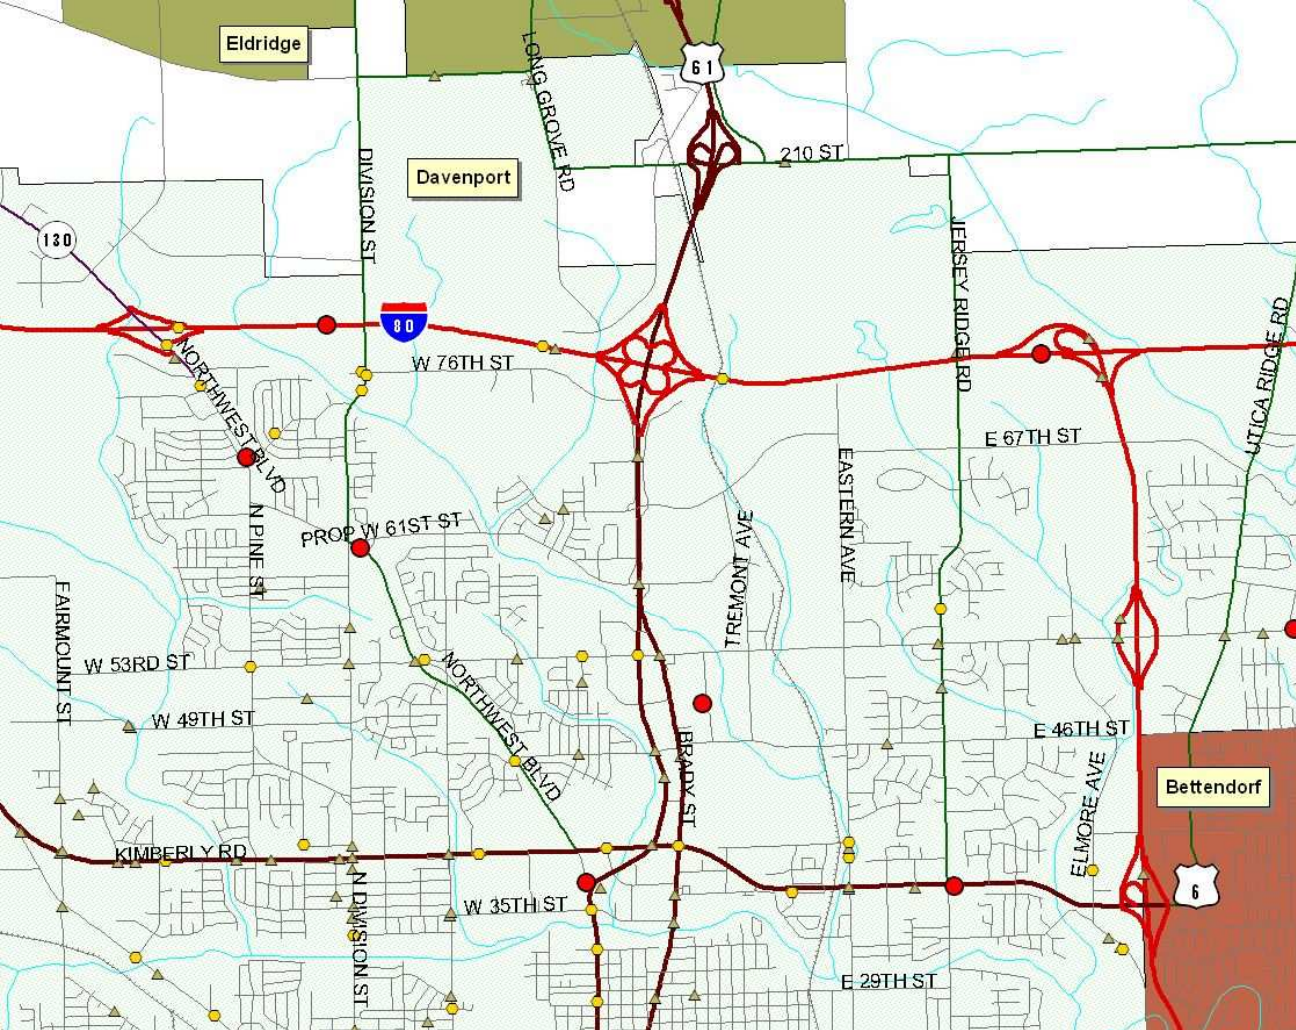 Eldridge
61
LONG GROVE RD
210 ST
DIVISION ST
Davenport
130
JERSEY RIDGE RD
80
UTICA RIDGE RD
W 76TH ST
NORTHWEST BLVD
E 67TH ST
EASTERN AVE
N PINE ST
PROP W 61ST ST
TREMONT AVE
FAIRMOUNT ST
W 53RD ST
NORTHWEST BLVD
W 49TH ST
E 46TH ST
BRADY ST
ELMORE AVE
Bettendorf
KIMBERLY RD
6
N DIVISION ST
W 35TH ST
E 29TH ST